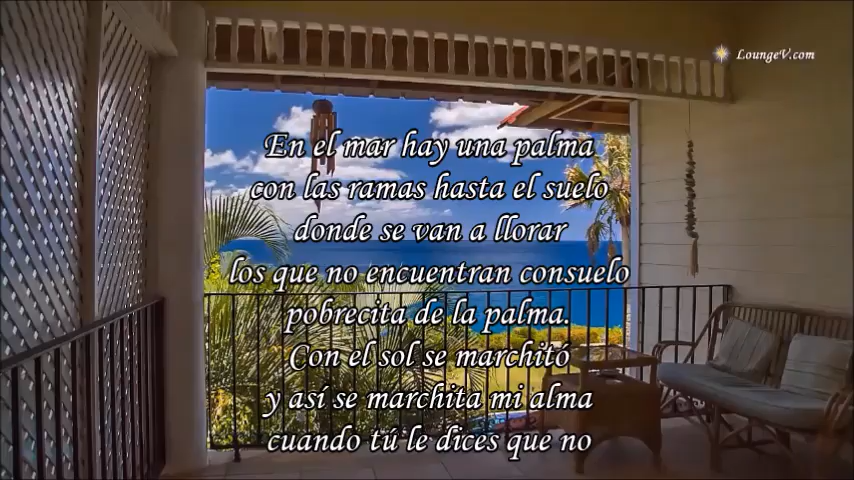 LoungeV.com
En el mar hay una palma
con las ramas hasta el suelo
donde se van a llorar
los que no encuentran consuelo
pobrecita de la palma.
Con el sol se marchitó
y así se marchita mi alma
cuando tú le dices que no